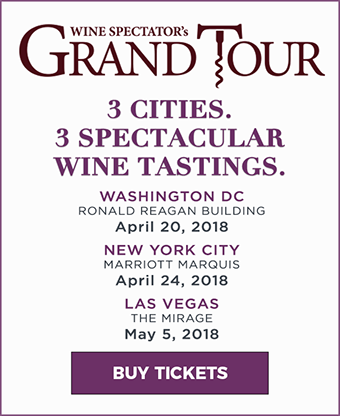 WINE SPECTATOR's
GRAND TOUR
3 CITIES.
3 SPECTACULAR
WINE TASTINGS.
WASHINGTON DC
RONALD REAGAN BUILDING
April 20, 2018
NEW YORK CITY
MARRIOTT MARQUIS
April 24, 2018
LAS VEGAS
THE MIRAGE
May 5, 2018
BUY TICKETS